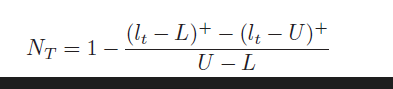 N_T = 1 - \frac{(l_t - L)^+ - (l_t - U)^+}{U - L}